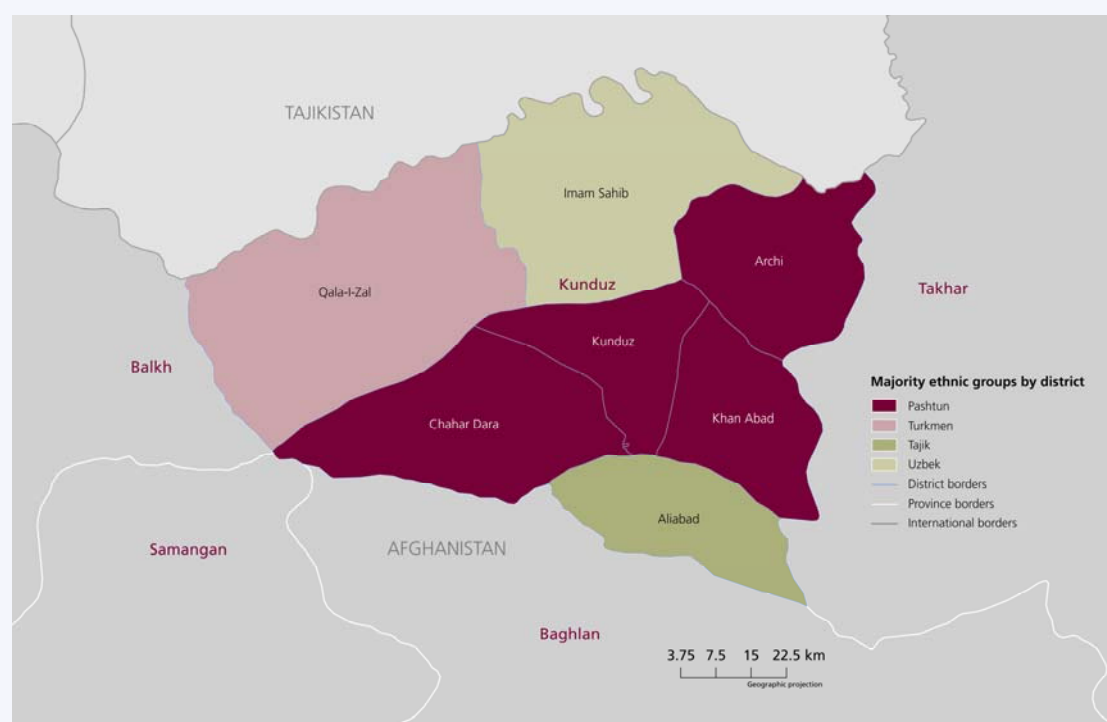 TAJIKISTAN
Imam Sahib
Archi
Qala-I-Zal
Kunduz
Takhar
Kunduz
Balkh
Chahar Dara
Khan Abad
Majority ethnic groups by district
Pashtun
Turkmen
Tajik
Uzbek
District borders
Province borders
International borders
Aliabad
Samangan
AFGHANISTAN
Baghlan
3.75 7.5 15 22.5 km
Geographic projection